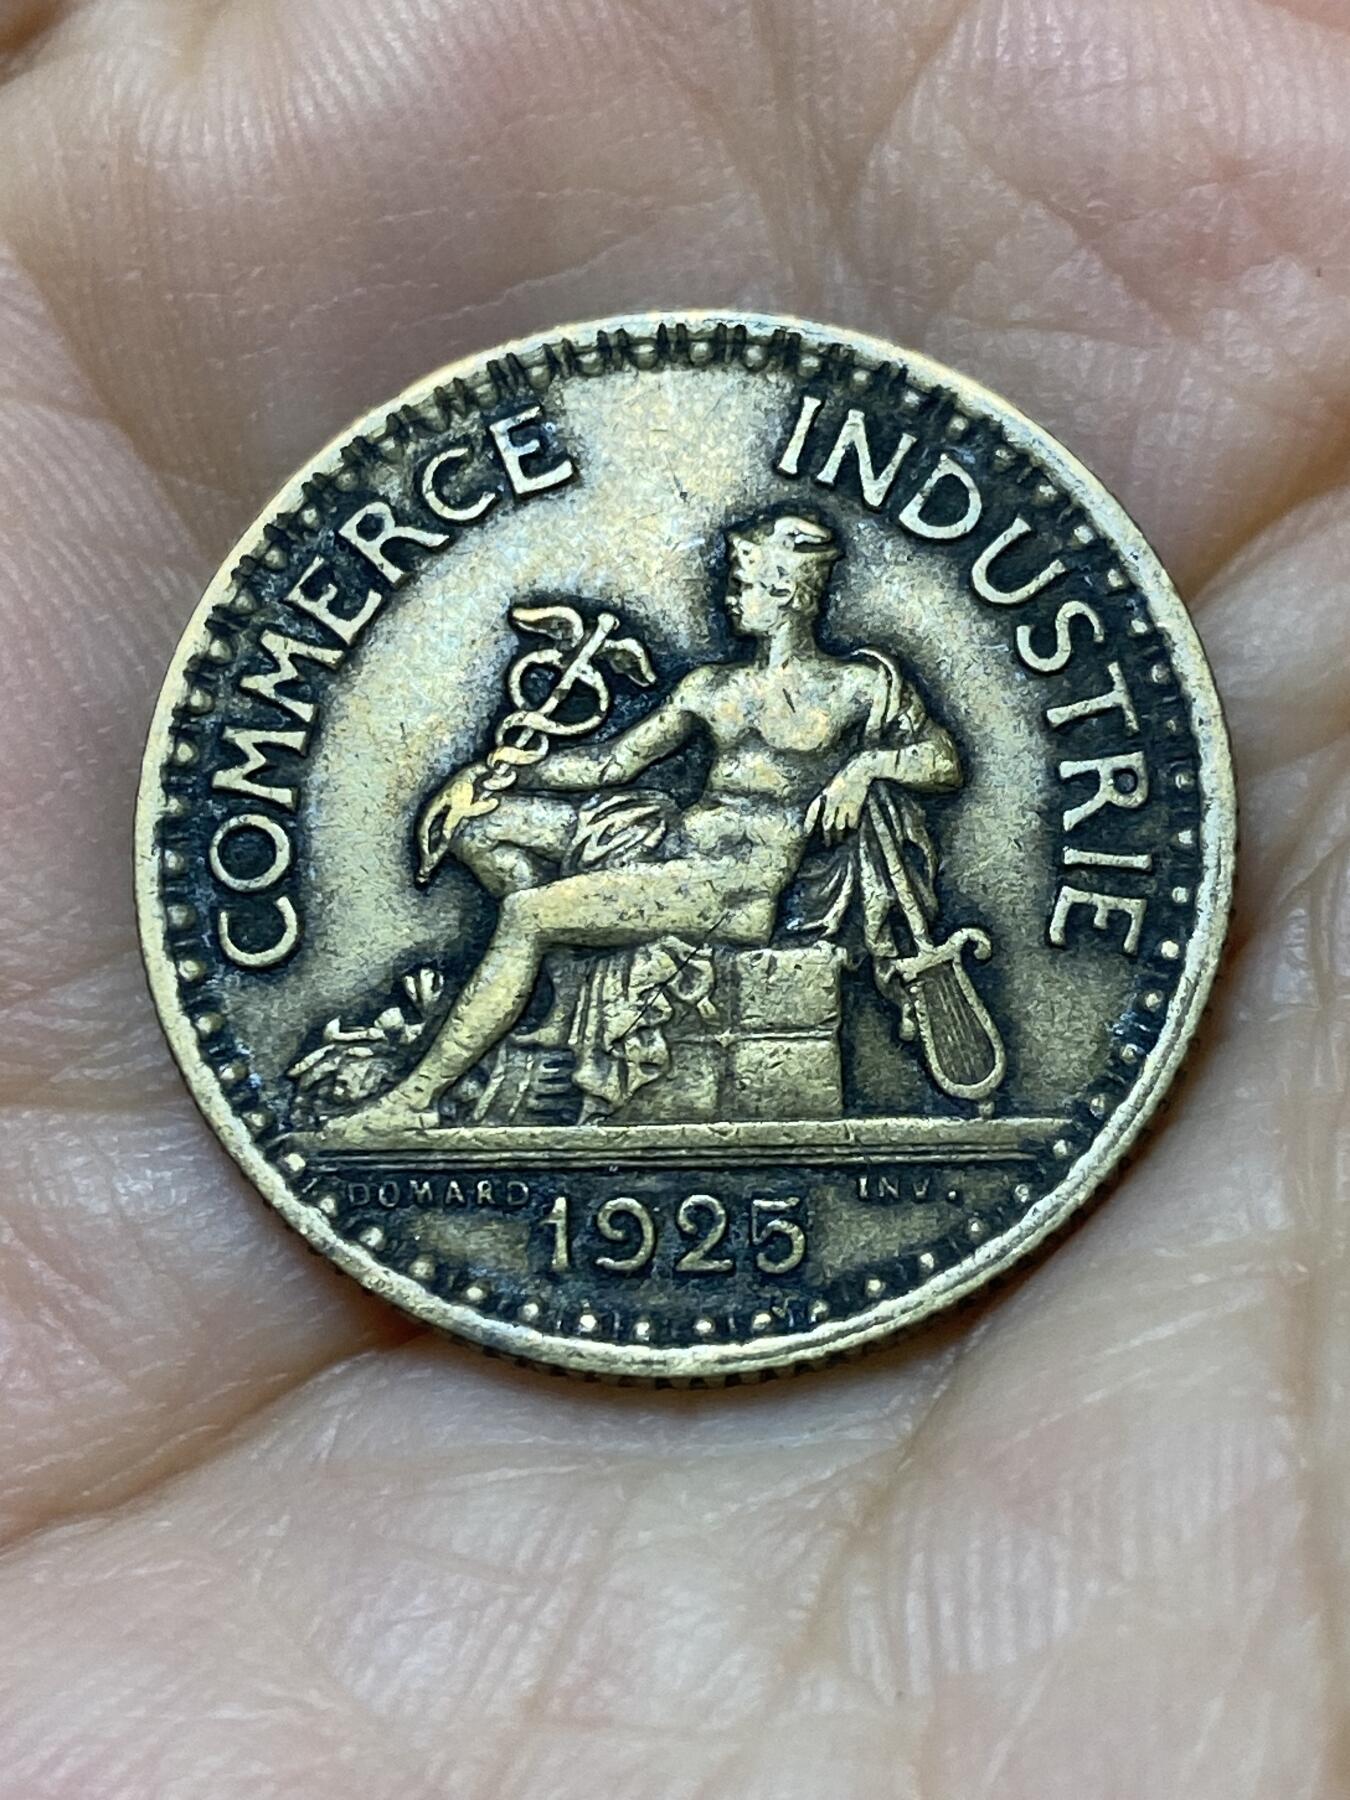 COMMERCE INDUSTRIE
DOMARD INV.
1925